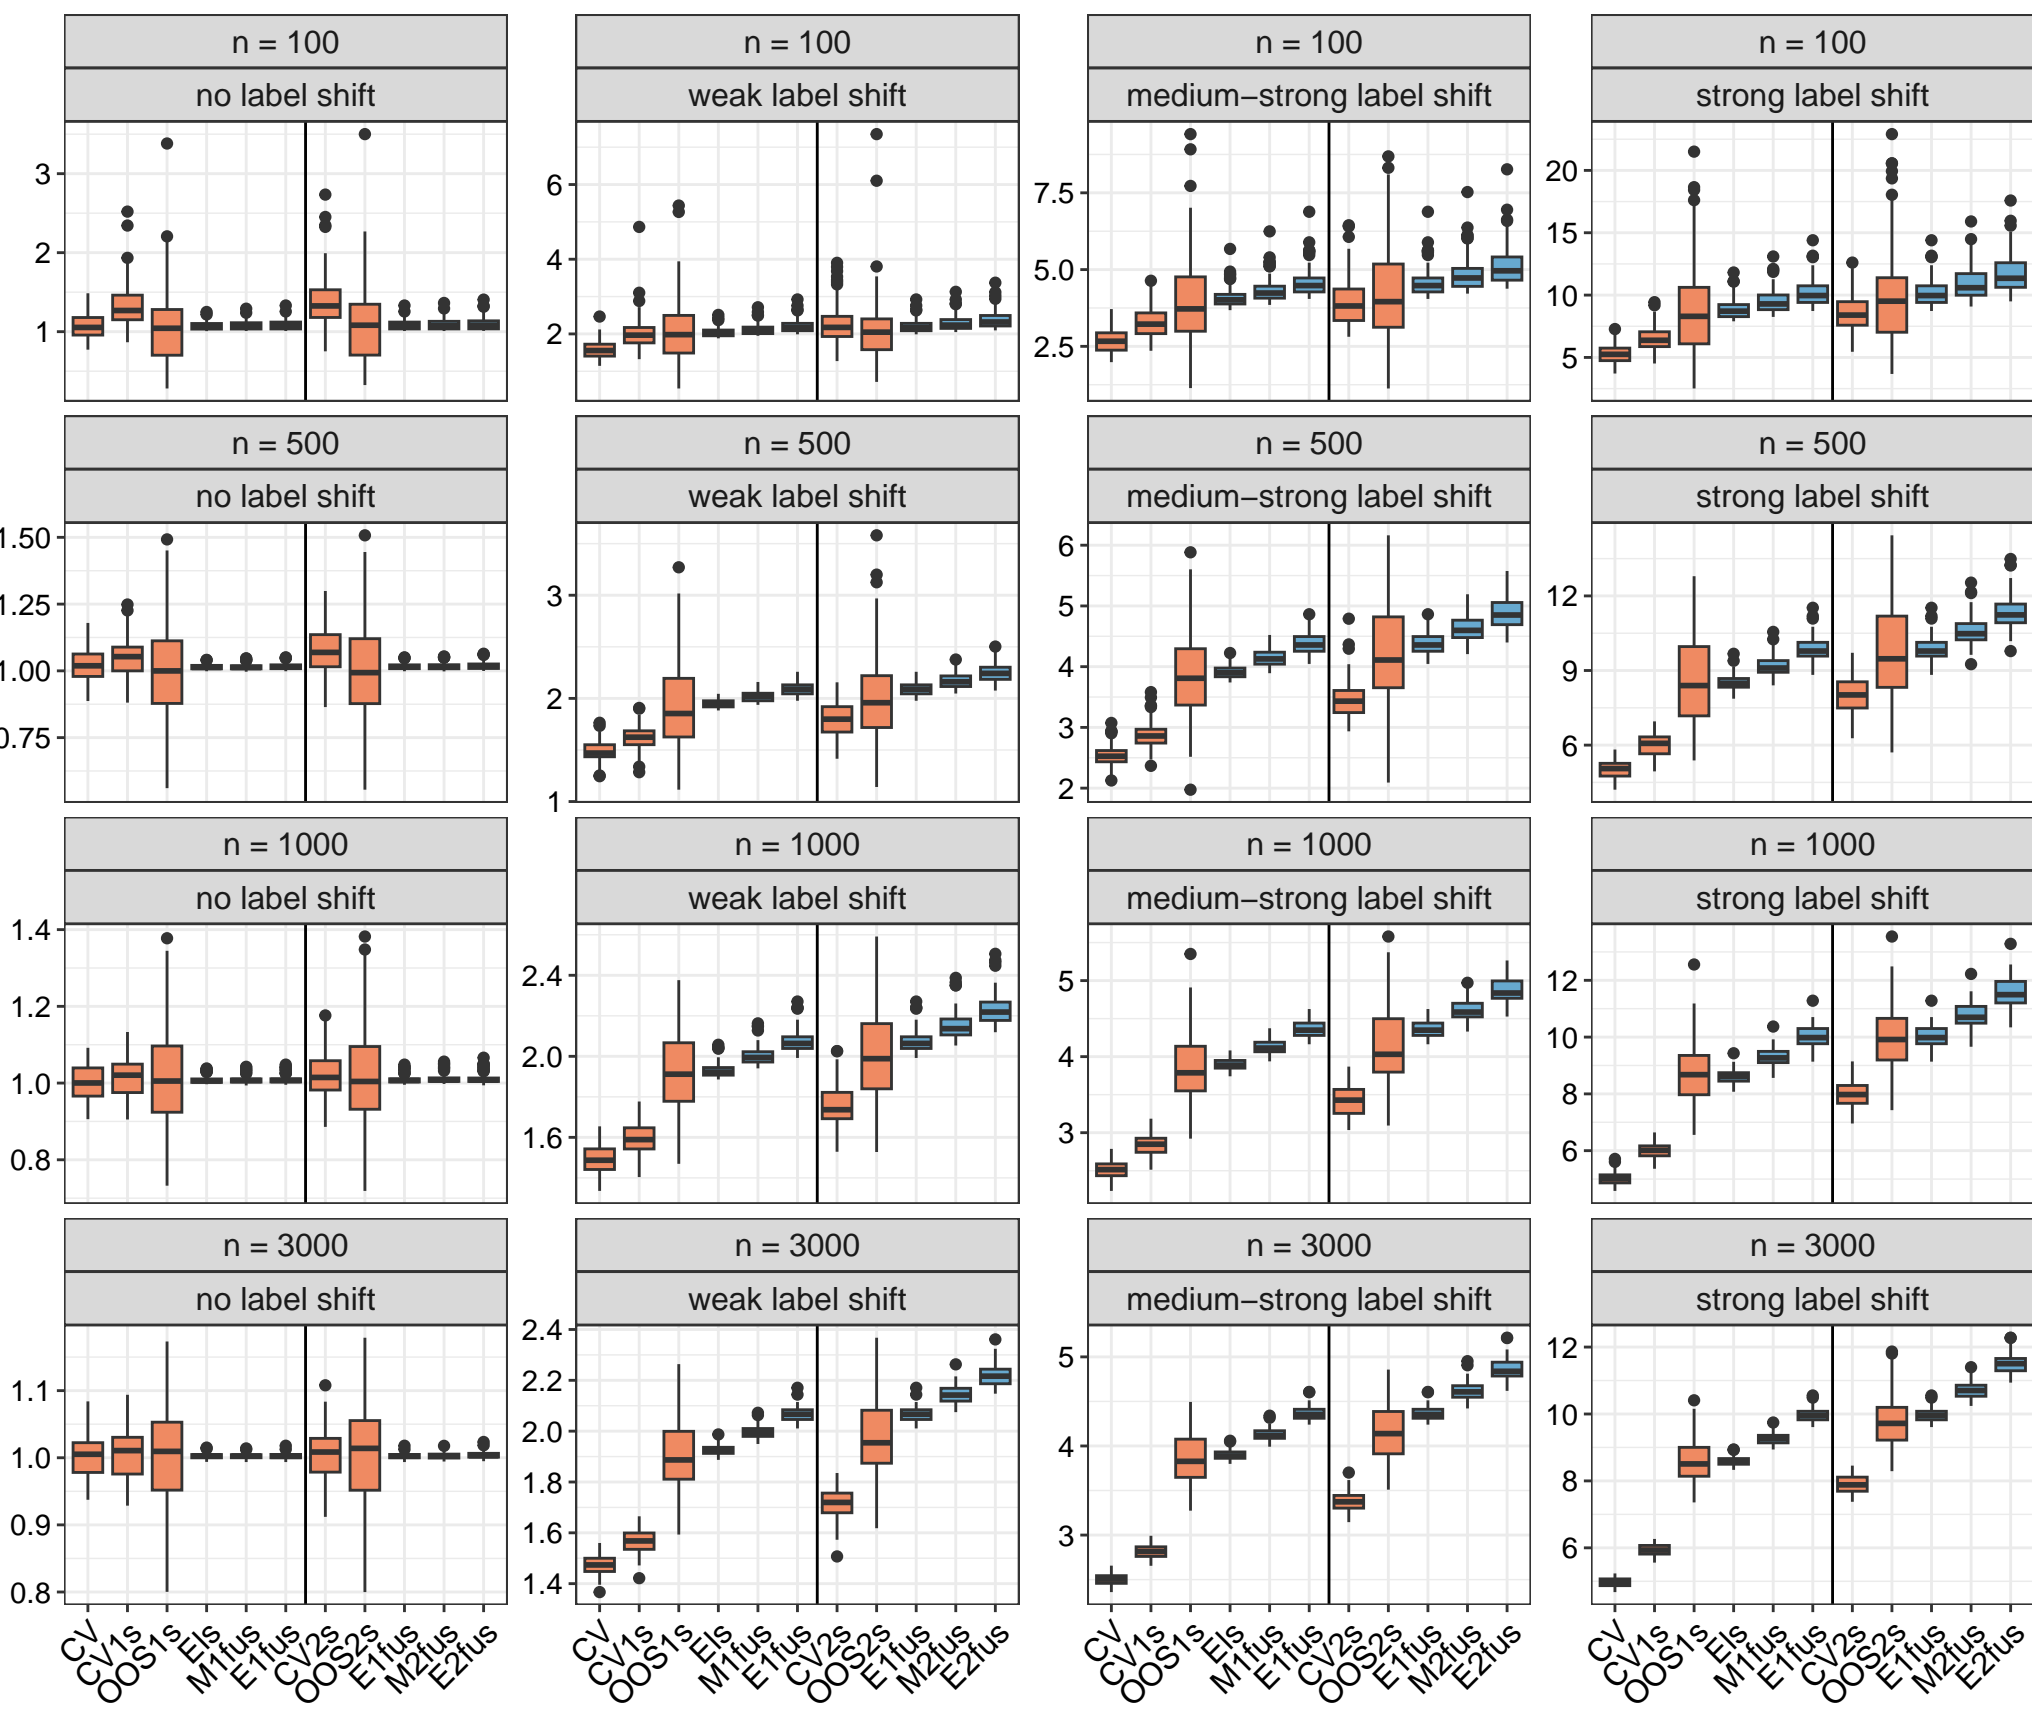 n = 100
no label shift
3
2
1
n = 100
weak label shift
6
4
2
n = 100
medium−strong label shift
7.5
5.0
2.5
n = 100
strong label shift
20
15
10
5
n = 500
no label shift
1.50
1.25
1.00
0.75
n = 500
weak label shift
3
2
1
n = 500
medium−strong label shift
6
5
4
3
2
n = 500
strong label shift
12
9
6
n = 1000
no label shift
1.4
1.2
1.0
0.8
n = 1000
weak label shift
2.4
2.0
1.6
n = 1000
medium−strong label shift
5
4
3
n = 1000
strong label shift
12
10
8
6
n = 3000
no label shift
1.1
1.0
0.9
0.8
n = 3000
weak label shift
2.4
2.2
2.0
1.8
1.6
1.4
n = 3000
medium−strong label shift
5
4
3
n = 3000
strong label shift
12
10
8
6
CV
CV1s
OOS1s
Els
M1fus
E1fus
CV2s
OOS2s
E1fus
M2fus
E2fus
CV
CV1s
OOS1s
Els
M1fus
E1fus
CV2s
OOS2s
E1fus
M2fus
E2fus
CV
CV1s
OOS1s
Els
M1fus
E1fus
CV2s
OOS2s
E1fus
M2fus
E2fus
CV
CV1s
OOS1s
Els
M1fus
E1fus
CV2s
OOS2s
E1fus
M2fus
E2fus